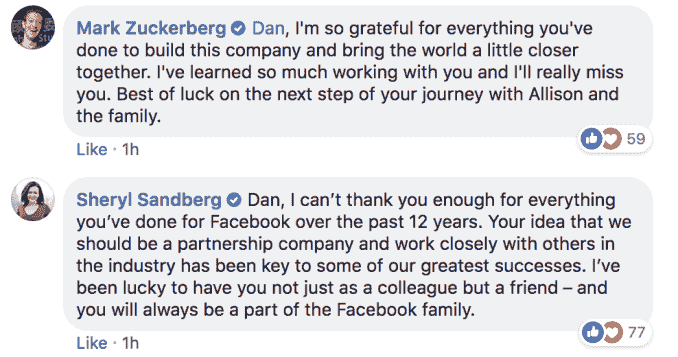 Mark Zuckerberg Dan, I'm so grateful for everything you've
done to build this company and bring the world a little closer
together. I've learned so much working with you and I'll really miss
you. Best of luck on the next step of your journey with Allison and
the family.
59
Like · 1h
Sheryl Sandberg Dan, I can’t thank you enough for everything
you’ve done for Facebook over the past 12 years. Your idea that we
should be a partnership company and work closely with others in
the industry has been key to some of our greatest successes. I’ve
been lucky to have you not just as a colleague but a friend – and
you will always be a part of the Facebook family.
77
Like · 1h